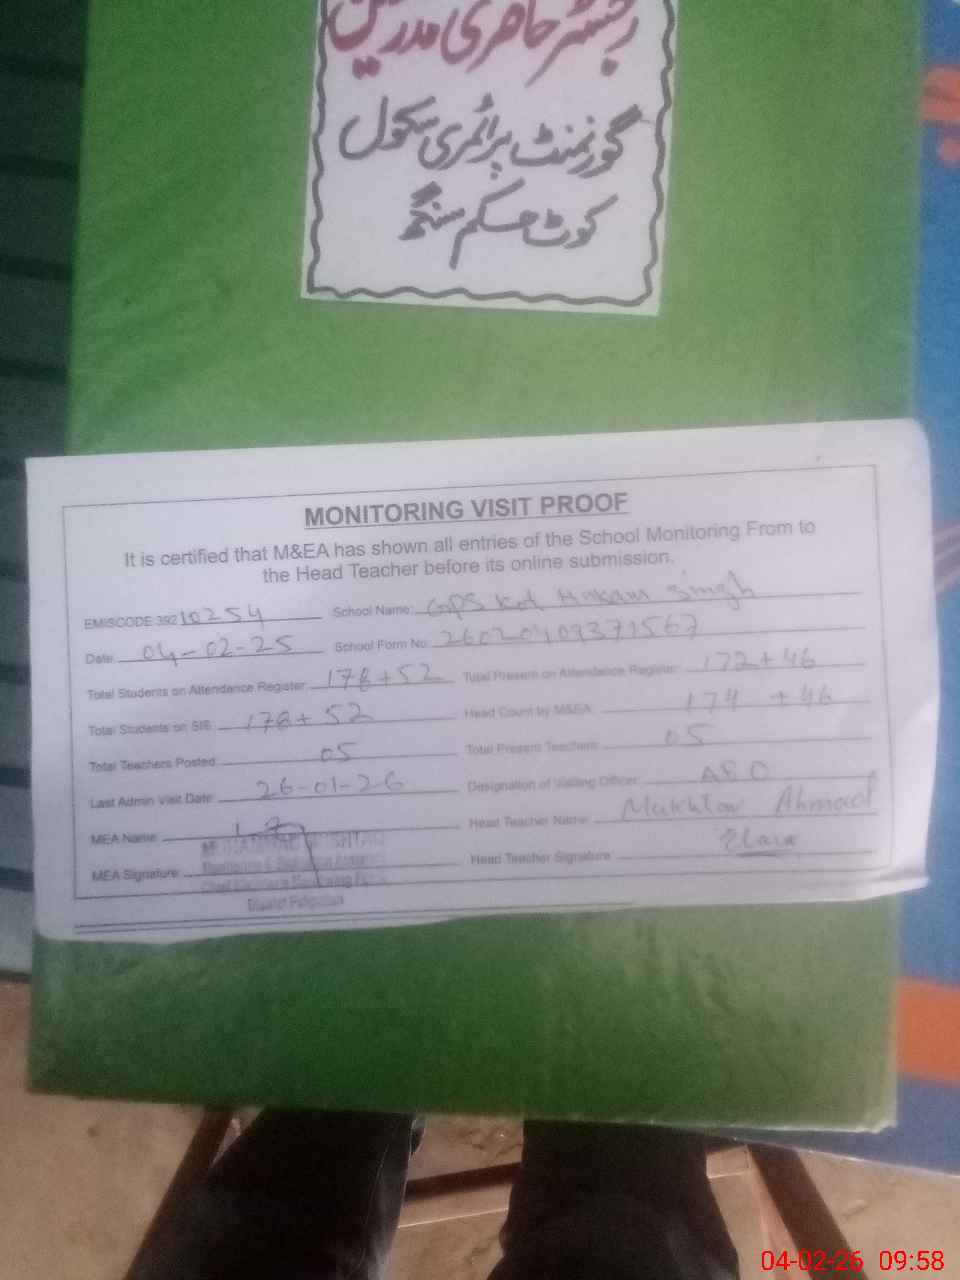 رجسٹر حاضری مدرسین
گورنمنٹ پرائمری سکول
کوٹ حکم سنگھ
MONITORING VISIT PROOF
It is certified that M&EA has shown all entries of the School Monitoring From to
the Head Teacher before its online submission.
EMISCODE 392 10254 School Name: GPS Kot Hukam Singh
Date: 04-02-25 School Form No: 26020409371567
Total Students on Attendance Register: 178+52 Total Present on Attendance Register: 172+46
Total Students on SIS: 178+52 Head Count by M&EA: 174 +46
Total Teachers Posted: 05 Total Present Teachers: 05
Last Admin Visit Date: 26-01-26 Designation of Visiting Officer: AEO
MEA Name: Head Teacher Name: Mukhtar Ahmad
MEA Signature: Head Teacher Signature:
04-02-26 09:58